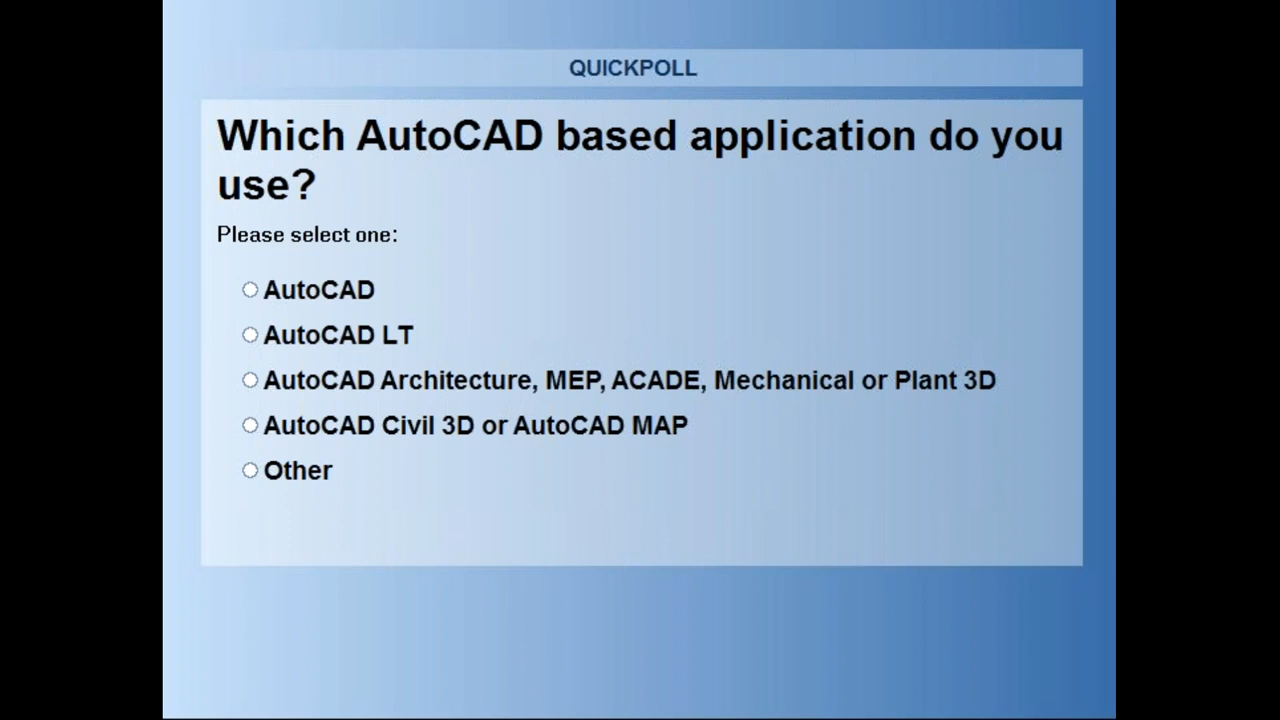 QUICKPOLL
Which AutoCAD based application do you
use?
Please select one:
AutoCAD
AutoCAD LT
AutoCAD Architecture, MEP, ACADE, Mechanical or Plant 3D
AutoCAD Civil 3D or AutoCAD MAP
Other